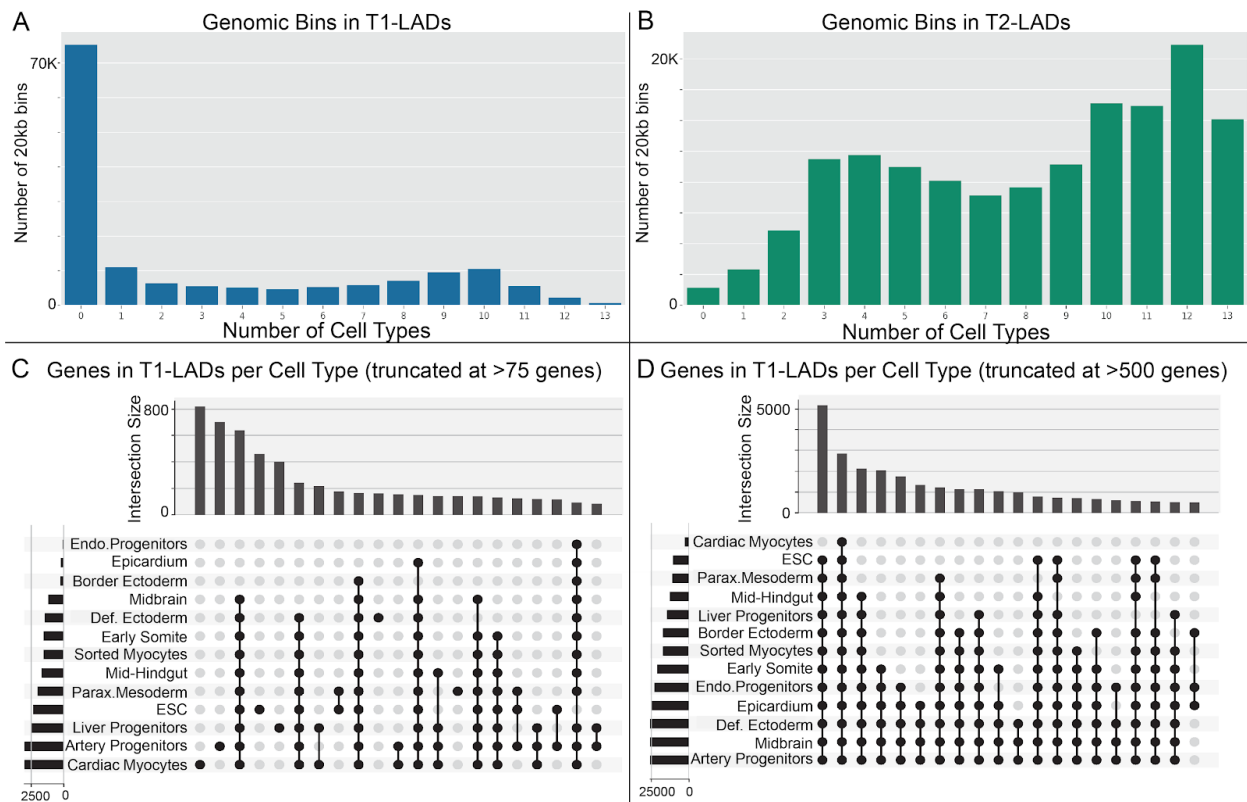 A
Genomic Bins in T1-LADs
70K
0
Number of 20kb bins
0 1 2 3 4 5 6 7 8 9 10 11 12 13
Number of Cell Types
B
Genomic Bins in T2-LADs
20K
0
Number of 20kb bins
0 1 2 3 4 5 6 7 8 9 10 11 12 13
Number of Cell Types
C Genes in T1-LADs per Cell Type (truncated at >75 genes)
Intersection Size
800
0
Endo.Progenitors
Epicardium
Border Ectoderm
Midbrain
Def. Ectoderm
Early Somite
Sorted Myocytes
Mid-Hindgut
Parax.Mesoderm
ESC
Liver Progenitors
Artery Progenitors
Cardiac Myocytes
2500 0
D Genes in T1-LADs per Cell Type (truncated at >500 genes)
Intersection Size
5000
0
Cardiac Myocytes
ESC
Parax.Mesoderm
Mid-Hindgut
Liver Progenitors
Border Ectoderm
Sorted Myocytes
Early Somite
Endo.Progenitors
Epicardium
Def. Ectoderm
Midbrain
Artery Progenitors
25000 0